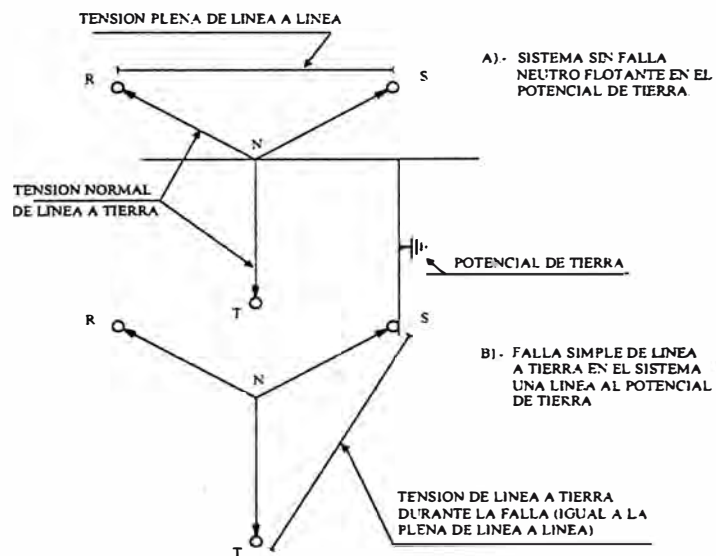 TENSION PLENA DE LINEA A LINEA
R
S
A).- SISTEMA SIN FALLA
NEUTRO FLOTANTE EN EL
POTENCIAL DE TIERRA.
N
TENSION NORMAL
DE LINEA A TIERRA
POTENCIAL DE TIERRA
T
R
S
B).- FALLA SIMPLE DE LINEA
A TIERRA EN EL SISTEMA
UNA LINEA AL POTENCIAL
DE TIERRA
N
TENSION DE LINEA A TIERRA
DURANTE LA FALLA (IGUAL A LA
PLENA DE LINEA A LINEA)
T